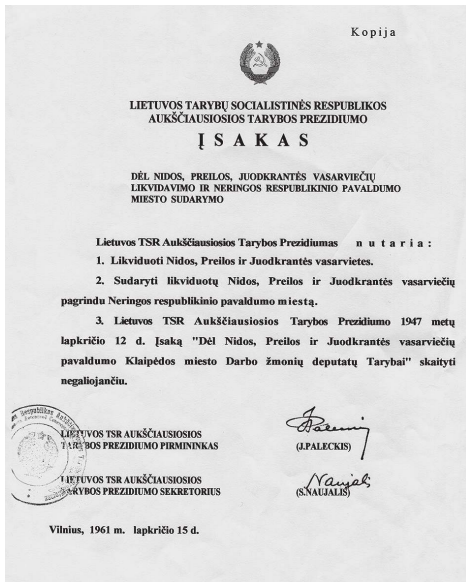 Kopija
LIETUVOS TARYBŲ SOCIALISTINĖS RESPUBLIKOS
AUKŠČIAUSIOSIOS TARYBOS PREZIDIUMO
ĮSAKAS
DĖL NIDOS, PREILOS, JUODKRANTĖS VASARVIEČIŲ
LIKVIDAVIMO IR NERINGOS RESPUBLIKINIO PAVALDUMO
MIESTO SUDARYMO
Lietuvos TSR Aukščiausiosios Tarybos Prezidiumas nutaria:
1. Likviduoti Nidos, Preilos ir Juodkrantės vasarvietes.
2. Sudaryti likviduotų Nidos, Preilos ir Juodkrantės vasarviečių
pagrindu Neringos respublikinio pavaldumo miestą.
3. Lietuvos TSR Aukščiausiosios Tarybos Prezidiumo 1947 metų
lapkričio 12 d. Įsaką "Dėl Nidos, Preilos ir Juodkrantės vasarviečių
pavaldumo Klaipėdos miesto Darbo žmonių deputatų Tarybai" skaityti
negaliojančiu.
LIETUVOS TSR AUKŠČIAUSIOSIOS
TARYBOS PREZIDIUMO PIRMININKAS
(J.PALECKIS)
LIETUVOS TSR AUKŠČIAUSIOSIOS
TARYBOS PREZIDIUMO SEKRETORIUS
(S.NAUJALIS)
Vilnius, 1961 m. lapkričio 15 d.